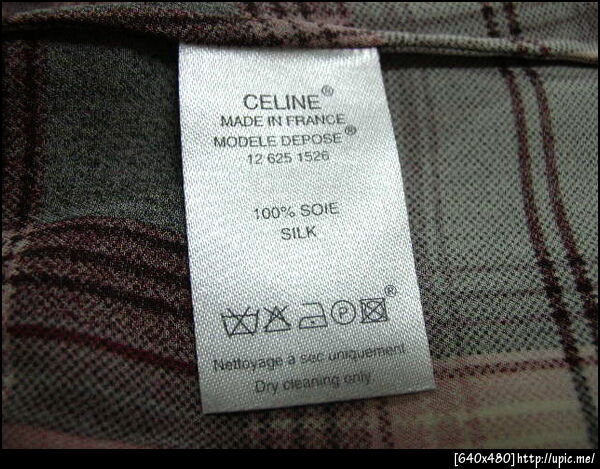 CELINE®
MADE IN FRANCE
MODELE DEPOSE®
12 625 1526
100% SOIE
SILK
P
®
Nettoyage a sec uniquement
Dry cleaning only
[640x480]http://upic.me/